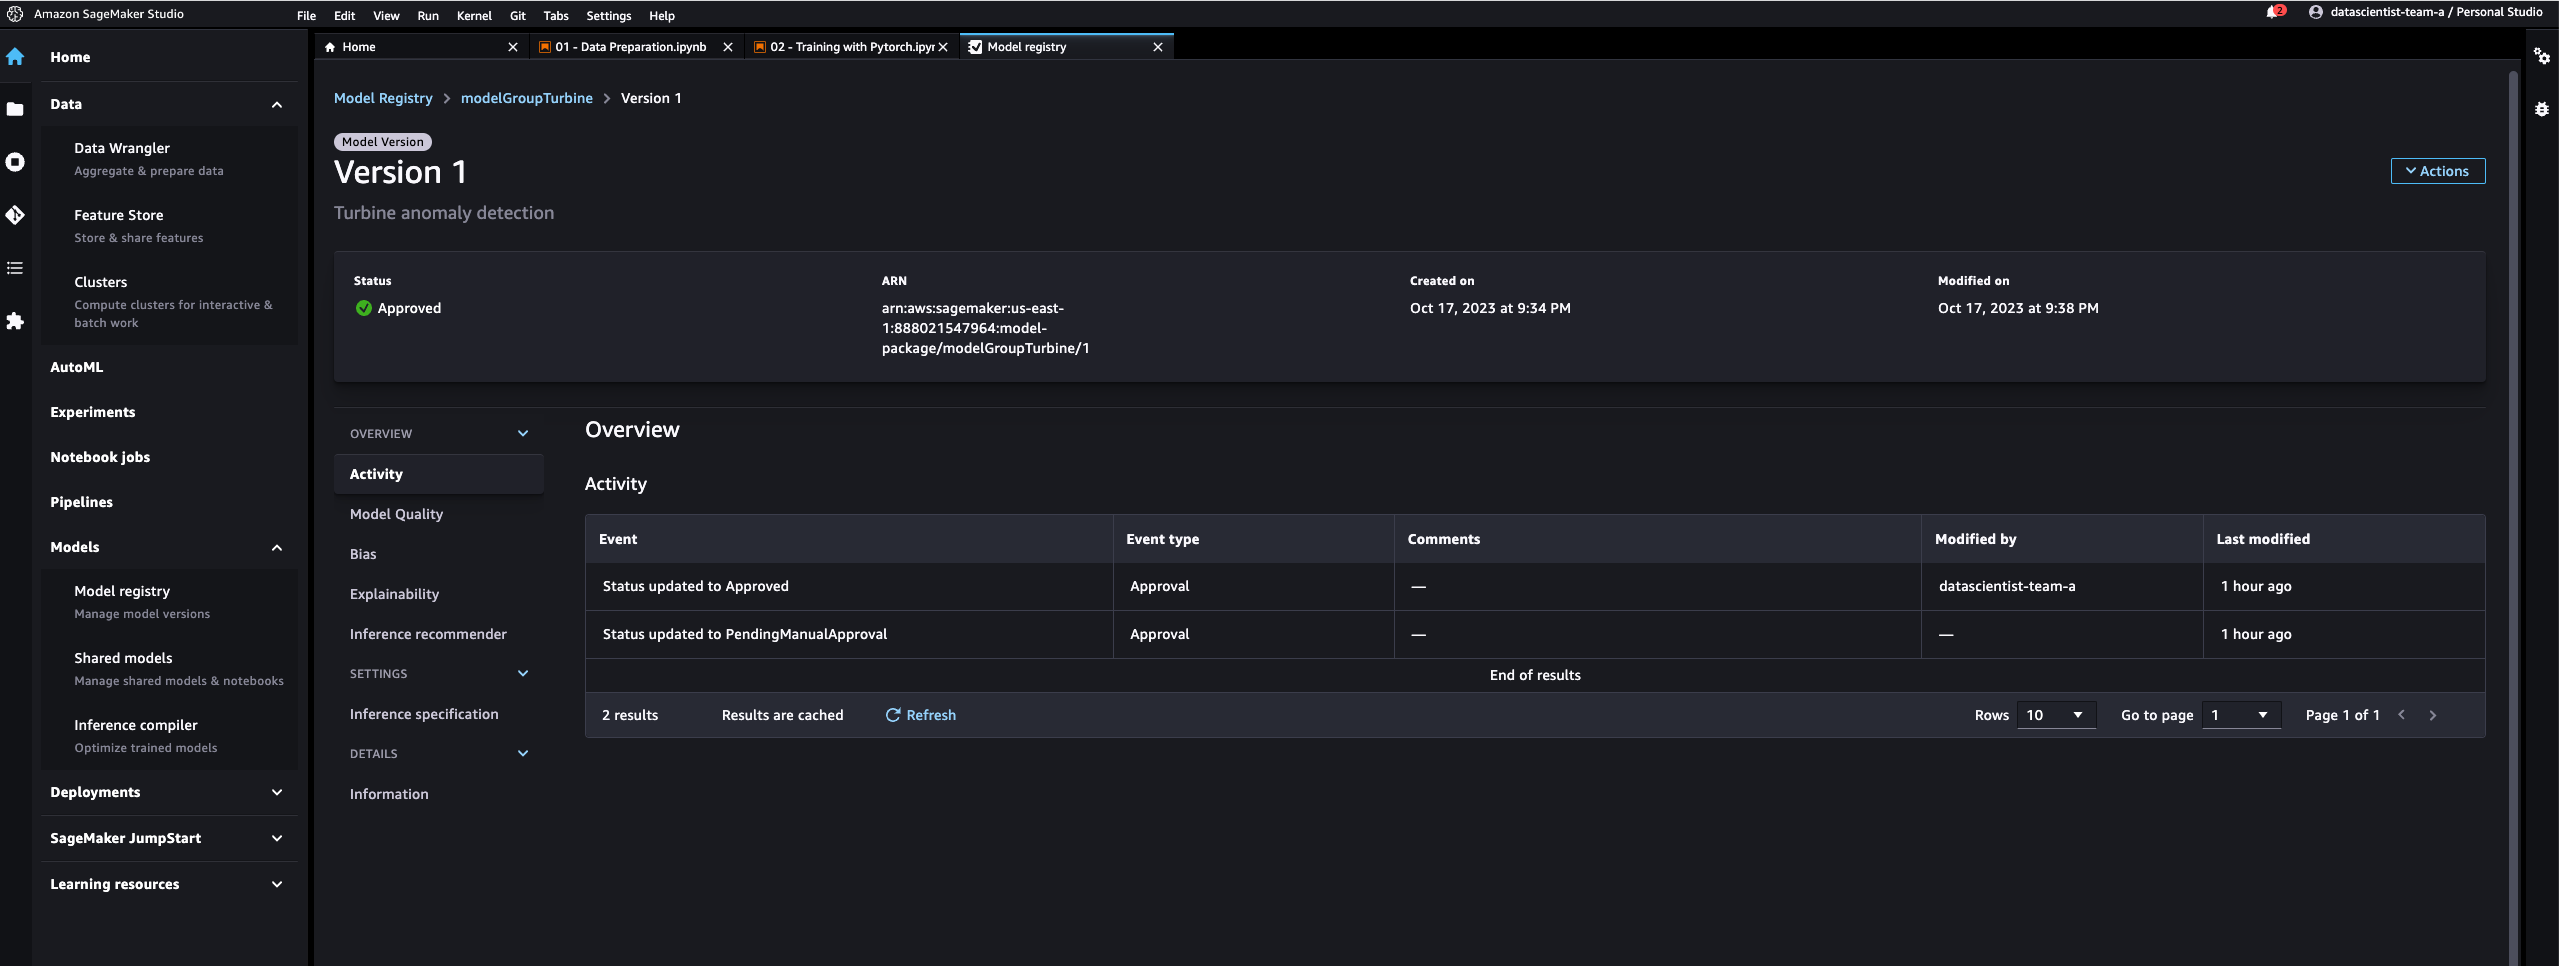 Amazon SageMaker Studio
File Edit View Run Kernel Git Tabs Settings Help
2
datascientist-team-a / Personal Studio
Home
01 - Data Preparation.ipynb
02 - Training with Pytorch.ipyn
Model registry
Home
Data
Data Wrangler
Aggregate & prepare data
Feature Store
Store & share features
Clusters
Compute clusters for interactive &
batch work
AutoML
Experiments
Notebook jobs
Pipelines
Models
Model registry
Manage model versions
Shared models
Manage shared models & notebooks
Inference compiler
Optimize trained models
Deployments
SageMaker JumpStart
Learning resources
Model Registry > modelGroupTurbine > Version 1
Model Version
Version 1
Actions
Turbine anomaly detection
Status
Approved
ARN
arn:aws:sagemaker:us-east-
1:888021547964:model-
package/modelGroupTurbine/1
Created on
Oct 17, 2023 at 9:34 PM
Modified on
Oct 17, 2023 at 9:38 PM
OVERVIEW
Activity
Model Quality
Bias
Explainability
Inference recommender
SETTINGS
Inference specification
DETAILS
Information
Overview
Activity
Event Event type Comments Modified by Last modified
Status updated to Approved Approval — datascientist-team-a 1 hour ago
Status updated to PendingManualApproval Approval — — 1 hour ago
End of results
2 results Results are cached Refresh Rows 10 Go to page 1 Page 1 of 1